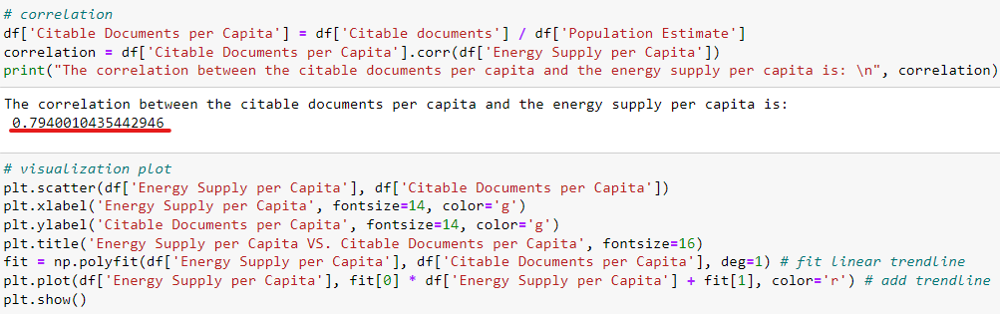 # correlation
df['Citable Documents per Capita'] = df['Citable documents'] / df['Population Estimate']
correlation = df['Citable Documents per Capita'].corr(df['Energy Supply per Capita'])
print("The correlation between the citable documents per capita and the energy supply per capita is: \n", correlation)
The correlation between the citable documents per capita and the energy supply per capita is:
0.7940010435442946
# visualization plot
plt.scatter(df['Energy Supply per Capita'], df['Citable Documents per Capita'])
plt.xlabel('Energy Supply per Capita', fontsize=14, color='g')
plt.ylabel('Citable Documents per Capita', fontsize=14, color='g')
plt.title('Energy Supply per Capita VS. Citable Documents per Capita', fontsize=16)
fit = np.polyfit(df['Energy Supply per Capita'], df['Citable Documents per Capita'], deg=1) # fit linear trendline
plt.plot(df['Energy Supply per Capita'], fit[0] * df['Energy Supply per Capita'] + fit[1], color='r') # add trendline
plt.show()